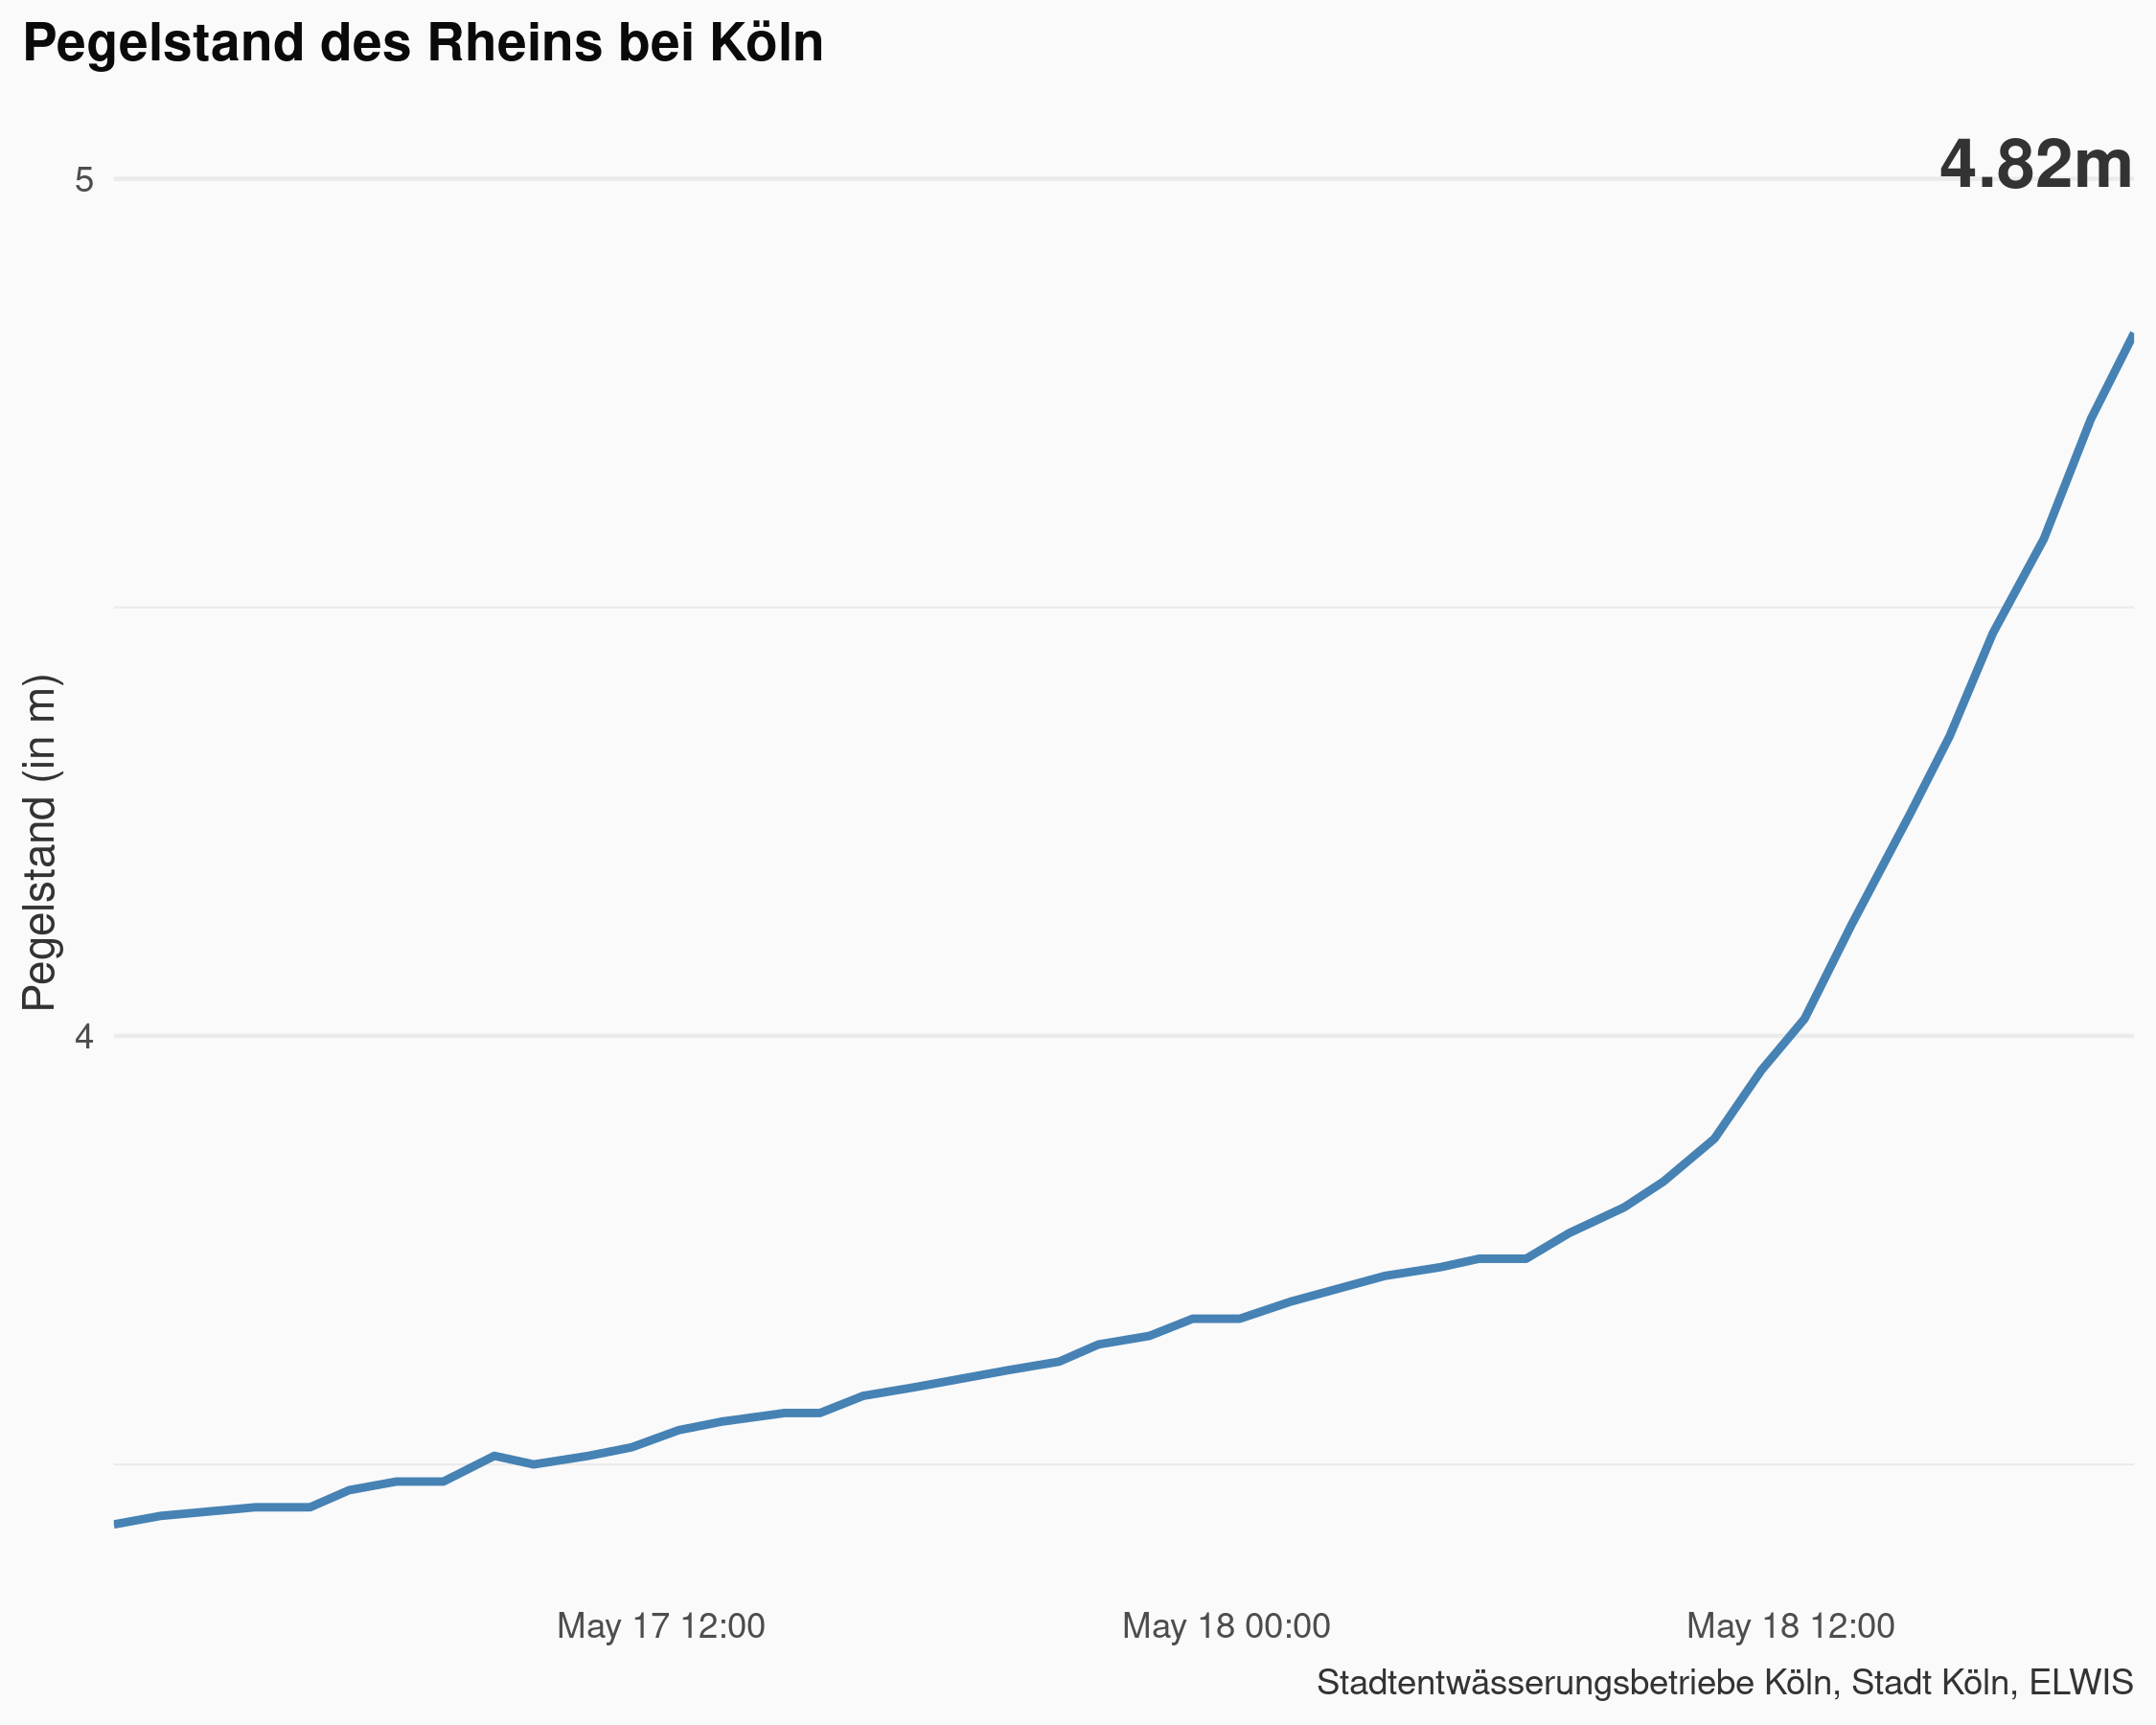 Pegelstand des Rheins bei Köln
4.82m
5
Pegelstand (in m)
4
May 17 12:00
May 18 00:00
May 18 12:00
Stadtentwässerungsbetriebe Köln, Stadt Köln, ELWIS